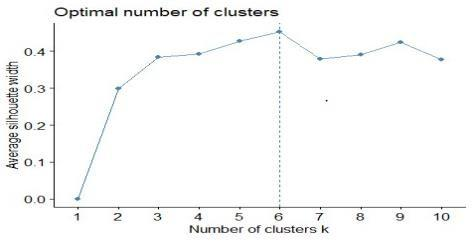 Optimal number of clusters
Average silhouette width
0.4
0.3
0.2
0.1
0.0
1 2 3 4 5 6 7 8 9 10
Number of clusters k